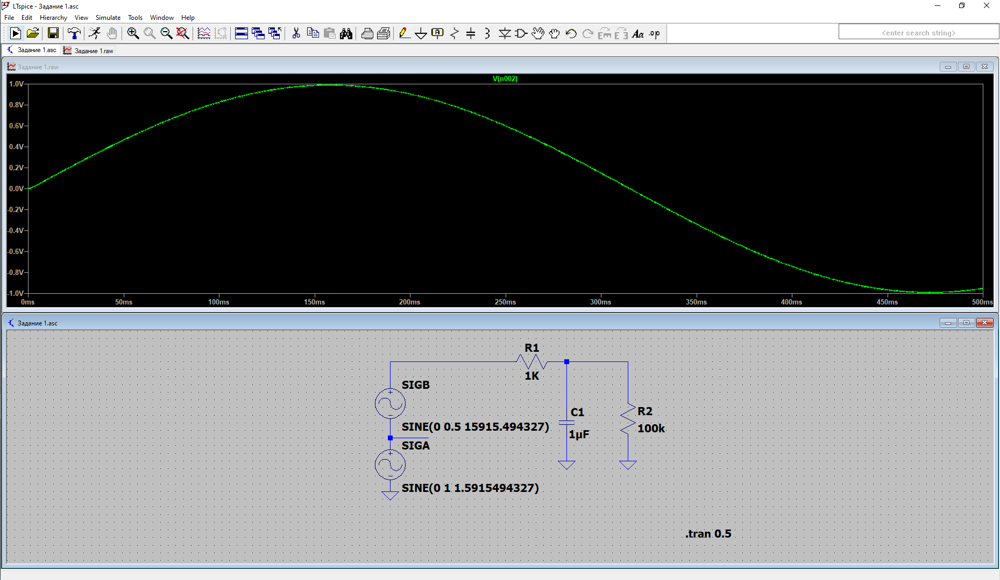 LTspice - Задание 1.asc
File Edit Hierarchy View Simulate Tools Window Help
Aa .op
<enter search string>
Задание 1.asc Задание 1.raw
Задание 1.raw
V(n002)
1.0V
0.8V
0.6V
0.4V
0.2V
0.0V
-0.2V
-0.4V
-0.6V
-0.8V
-1.0V
0ms 50ms 100ms 150ms 200ms 250ms 300ms 350ms 400ms 450ms 500ms
Задание 1.asc
R1
1K
SIGB
C1
R2
SINE(0 0.5 15915.494327)
100k
1µF
SIGA
SINE(0 1 1.5915494327)
.tran 0.5